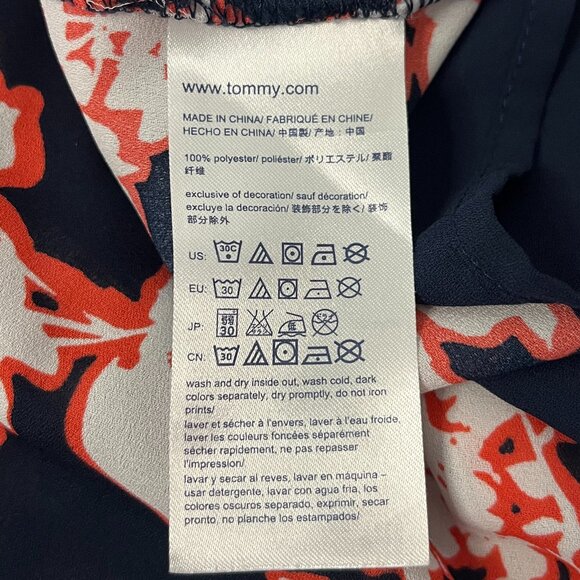 www.tommy.com
MADE IN CHINA/ FABRIQUÉ EN CHINE/
HECHO EN CHINA/ 中国製/ 产地：中国
100% polyester/ poliéster/ ポリエステル/ 聚酯
纤维
exclusive of decoration/ sauf décoration/
excluye la decoración/ 装飾部分を除く/ 装饰
部分除外
US: 30C
EU: 30
JP: 30
CN: 30
wash and dry inside out, wash cold, dark
colors separately, dry promptly, do not iron
prints/
laver et sécher à l'envers, laver à l'eau froide,
laver les couleurs foncées séparément
sécher rapidement, ne pas repasser
l'impression/
lavar y secar al reves, lavar en máquina –
usar detergente, lavar con agua fria, los
colores oscuros separado, exprimir, secar
pronto, no planche los estampados/